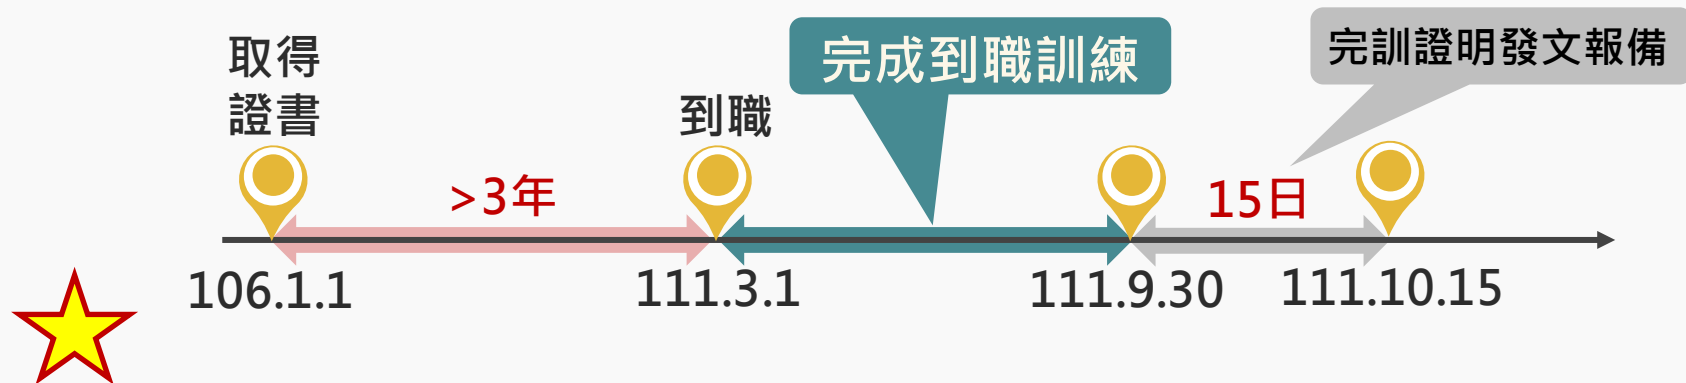 取得
證書
到職
完成到職訓練
完訓證明發文報備
>3年
15日
106.1.1
111.3.1
111.9.30
111.10.15